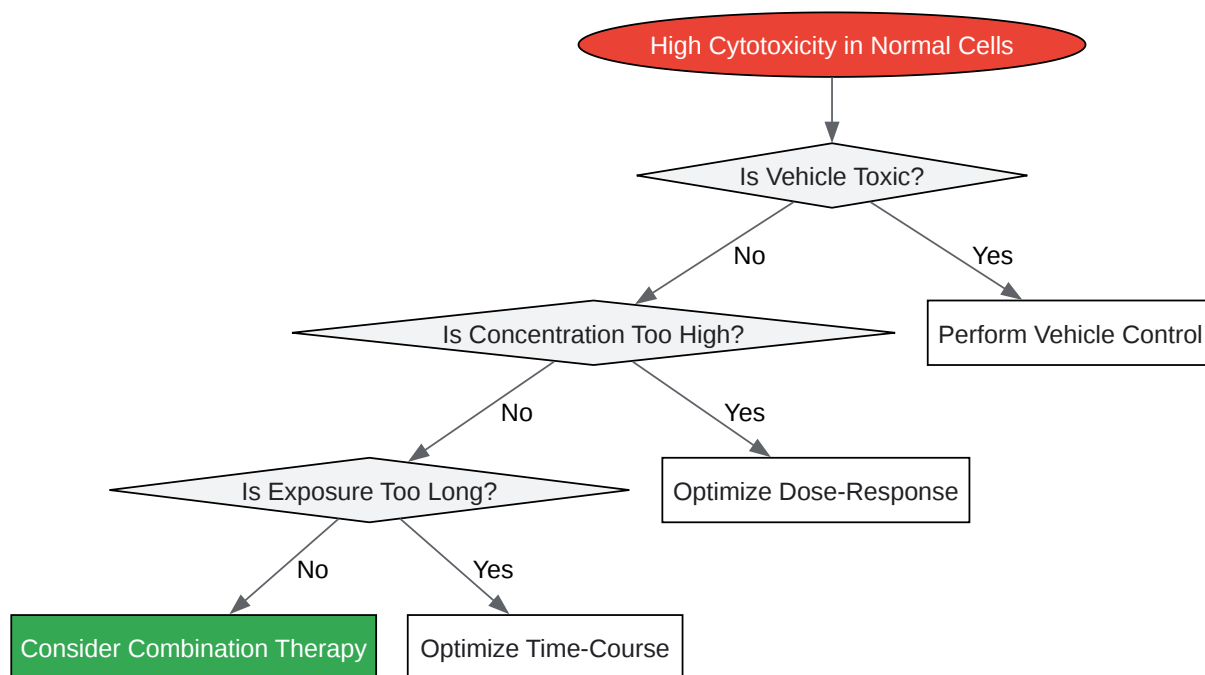 High Cytotoxicity in Normal Cells
Is Vehicle Toxic?
No
Yes
Is Concentration Too High?
Perform Vehicle Control
No
Yes
Is Exposure Too Long?
Optimize Dose-Response
No
Yes
Consider Combination Therapy
Optimize Time-Course